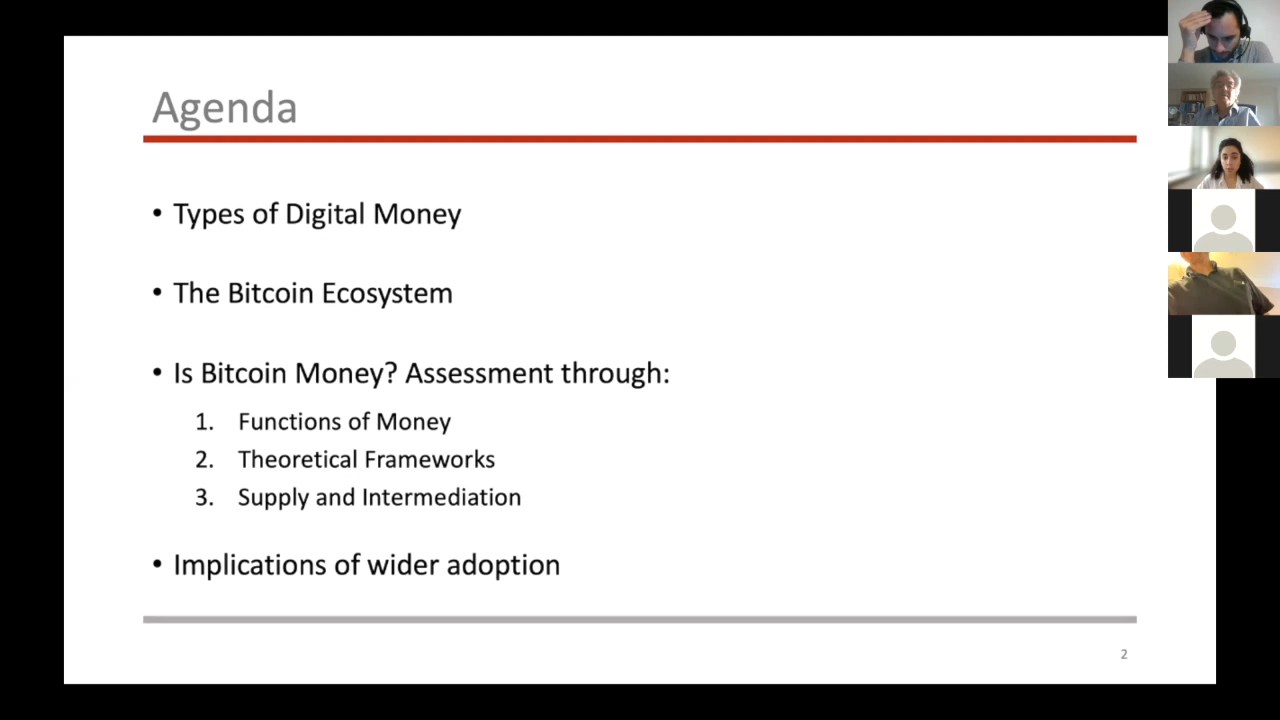 Agenda
• Types of Digital Money
• The Bitcoin Ecosystem
• Is Bitcoin Money? Assessment through:
1. Functions of Money
2. Theoretical Frameworks
3. Supply and Intermediation
• Implications of wider adoption
2